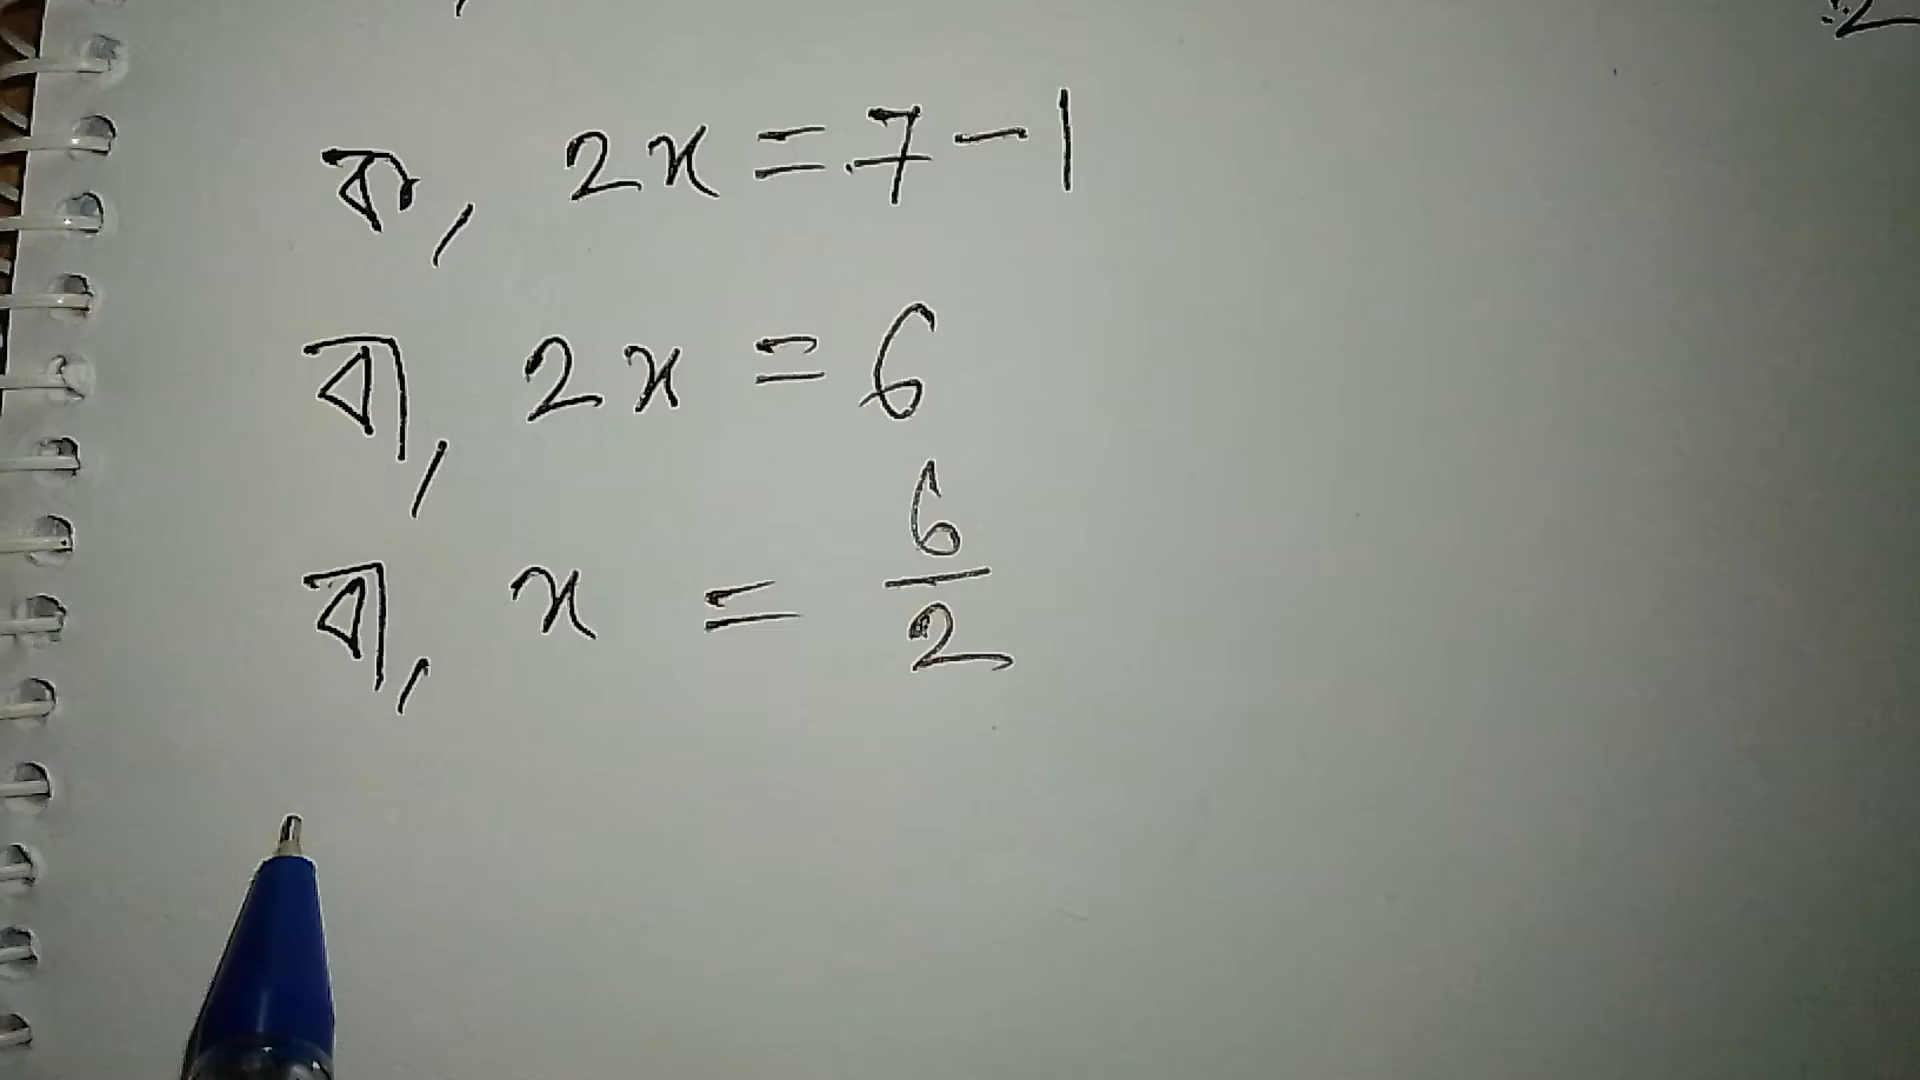 বা, 2x = 7 - 1
বা, 2x = 6
বা, x = 6/2